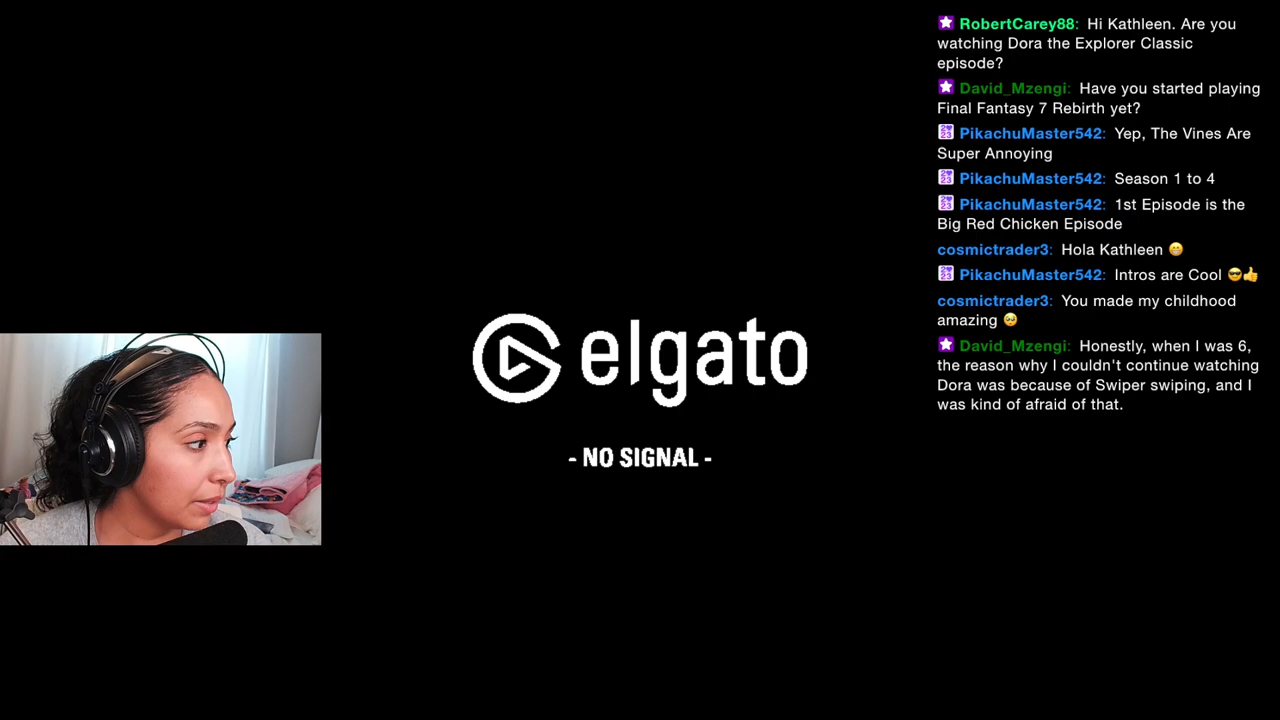 RobertCarey88: Hi Kathleen. Are you
watching Dora the Explorer Classic
episode?
David_Mzengi: Have you started playing
Final Fantasy 7 Rebirth yet?
PikachuMaster542: Yep, The Vines Are
Super Annoying
PikachuMaster542: Season 1 to 4
PikachuMaster542: 1st Episode is the
Big Red Chicken Episode
cosmictrader3: Hola Kathleen 😁
PikachuMaster542: Intros are Cool 😎👍
cosmictrader3: You made my childhood
amazing 🥺
David_Mzengi: Honestly, when I was 6,
the reason why I couldn't continue watching
Dora was because of Swiper swiping, and I
was kind of afraid of that.
elgato
- NO SIGNAL -